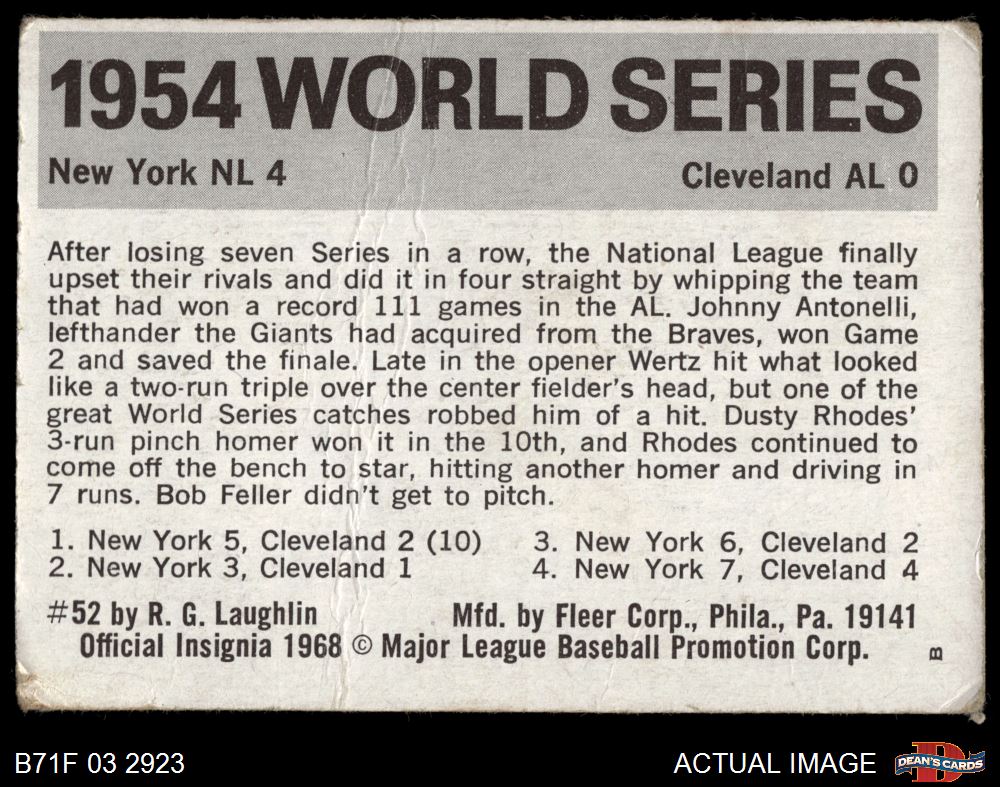 1954 WORLD SERIES
New York NL 4 Cleveland AL 0
After losing seven Series in a row, the National League finally
upset their rivals and did it in four straight by whipping the team
that had won a record 111 games in the AL. Johnny Antonelli,
lefthander the Giants had acquired from the Braves, won Game
2 and saved the finale. Late in the opener Wertz hit what looked
like a two-run triple over the center fielder's head, but one of the
great World Series catches robbed him of a hit. Dusty Rhodes'
3-run pinch homer won it in the 10th, and Rhodes continued to
come off the bench to star, hitting another homer and driving in
7 runs. Bob Feller didn't get to pitch.
1. New York 5, Cleveland 2 (10) 3. New York 6, Cleveland 2
2. New York 3, Cleveland 1 4. New York 7, Cleveland 4
#52 by R. G. Laughlin Mfd. by Fleer Corp., Phila., Pa. 19141
Official Insignia 1968 © Major League Baseball Promotion Corp. B
B71F 03 2923 ACTUAL IMAGE D DEAN'S CARDS